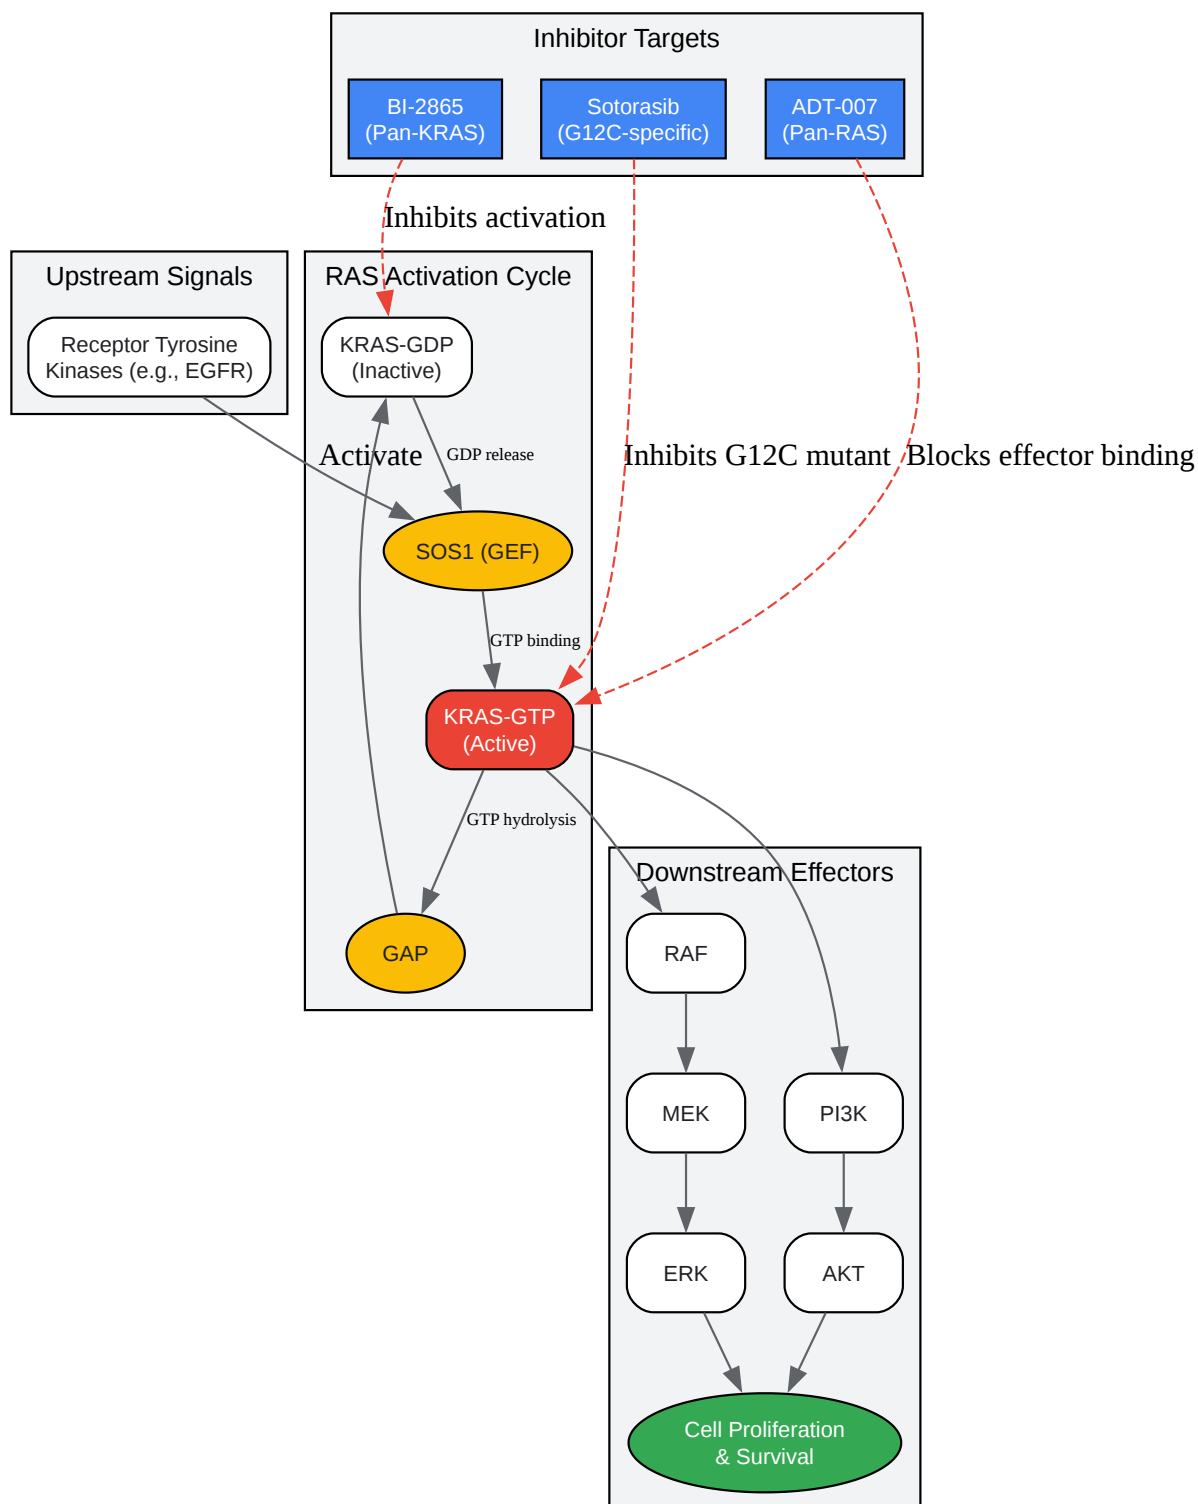 Inhibitor Targets
BI-2865
(Pan-KRAS)
Sotorasib
(G12C-specific)
ADT-007
(Pan-RAS)
Inhibits activation
Upstream Signals
Receptor Tyrosine
Kinases (e.g., EGFR)
RAS Activation Cycle
KRAS-GDP
(Inactive)
Activate
GDP release
Inhibits G12C mutant
Blocks effector binding
SOS1 (GEF)
GTP binding
KRAS-GTP
(Active)
GTP hydrolysis
GAP
Downstream Effectors
RAF
MEK
PI3K
ERK
AKT
Cell Proliferation
& Survival